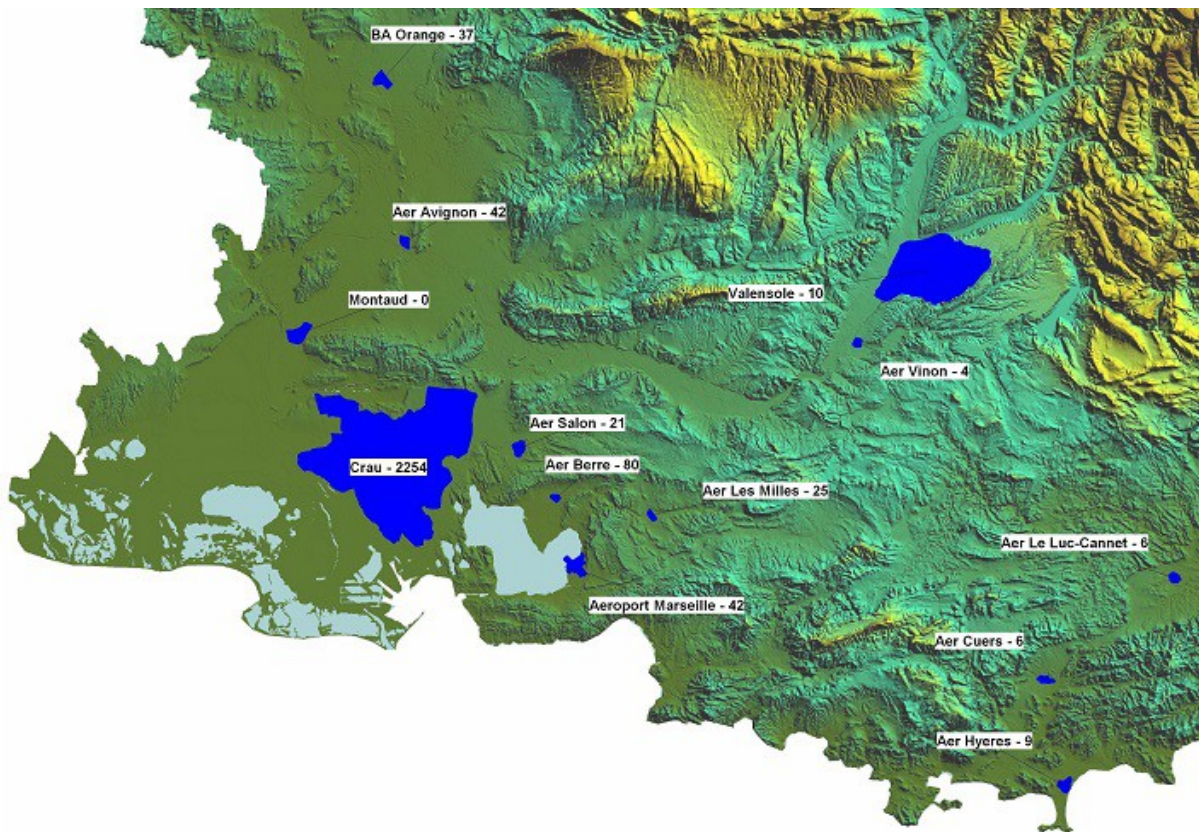 BA Orange - 37
Aer Avignon - 42
Montaud - 0
Valensole - 10
Aer Vinon - 4
Aer Salon - 21
Crau - 2254
Aer Berre - 80
Aer Les Milles - 25
Aer Le Luc-Cannet - 6
Aeroport Marseille - 42
Aer Cuers - 6
Aer Hyeres - 9